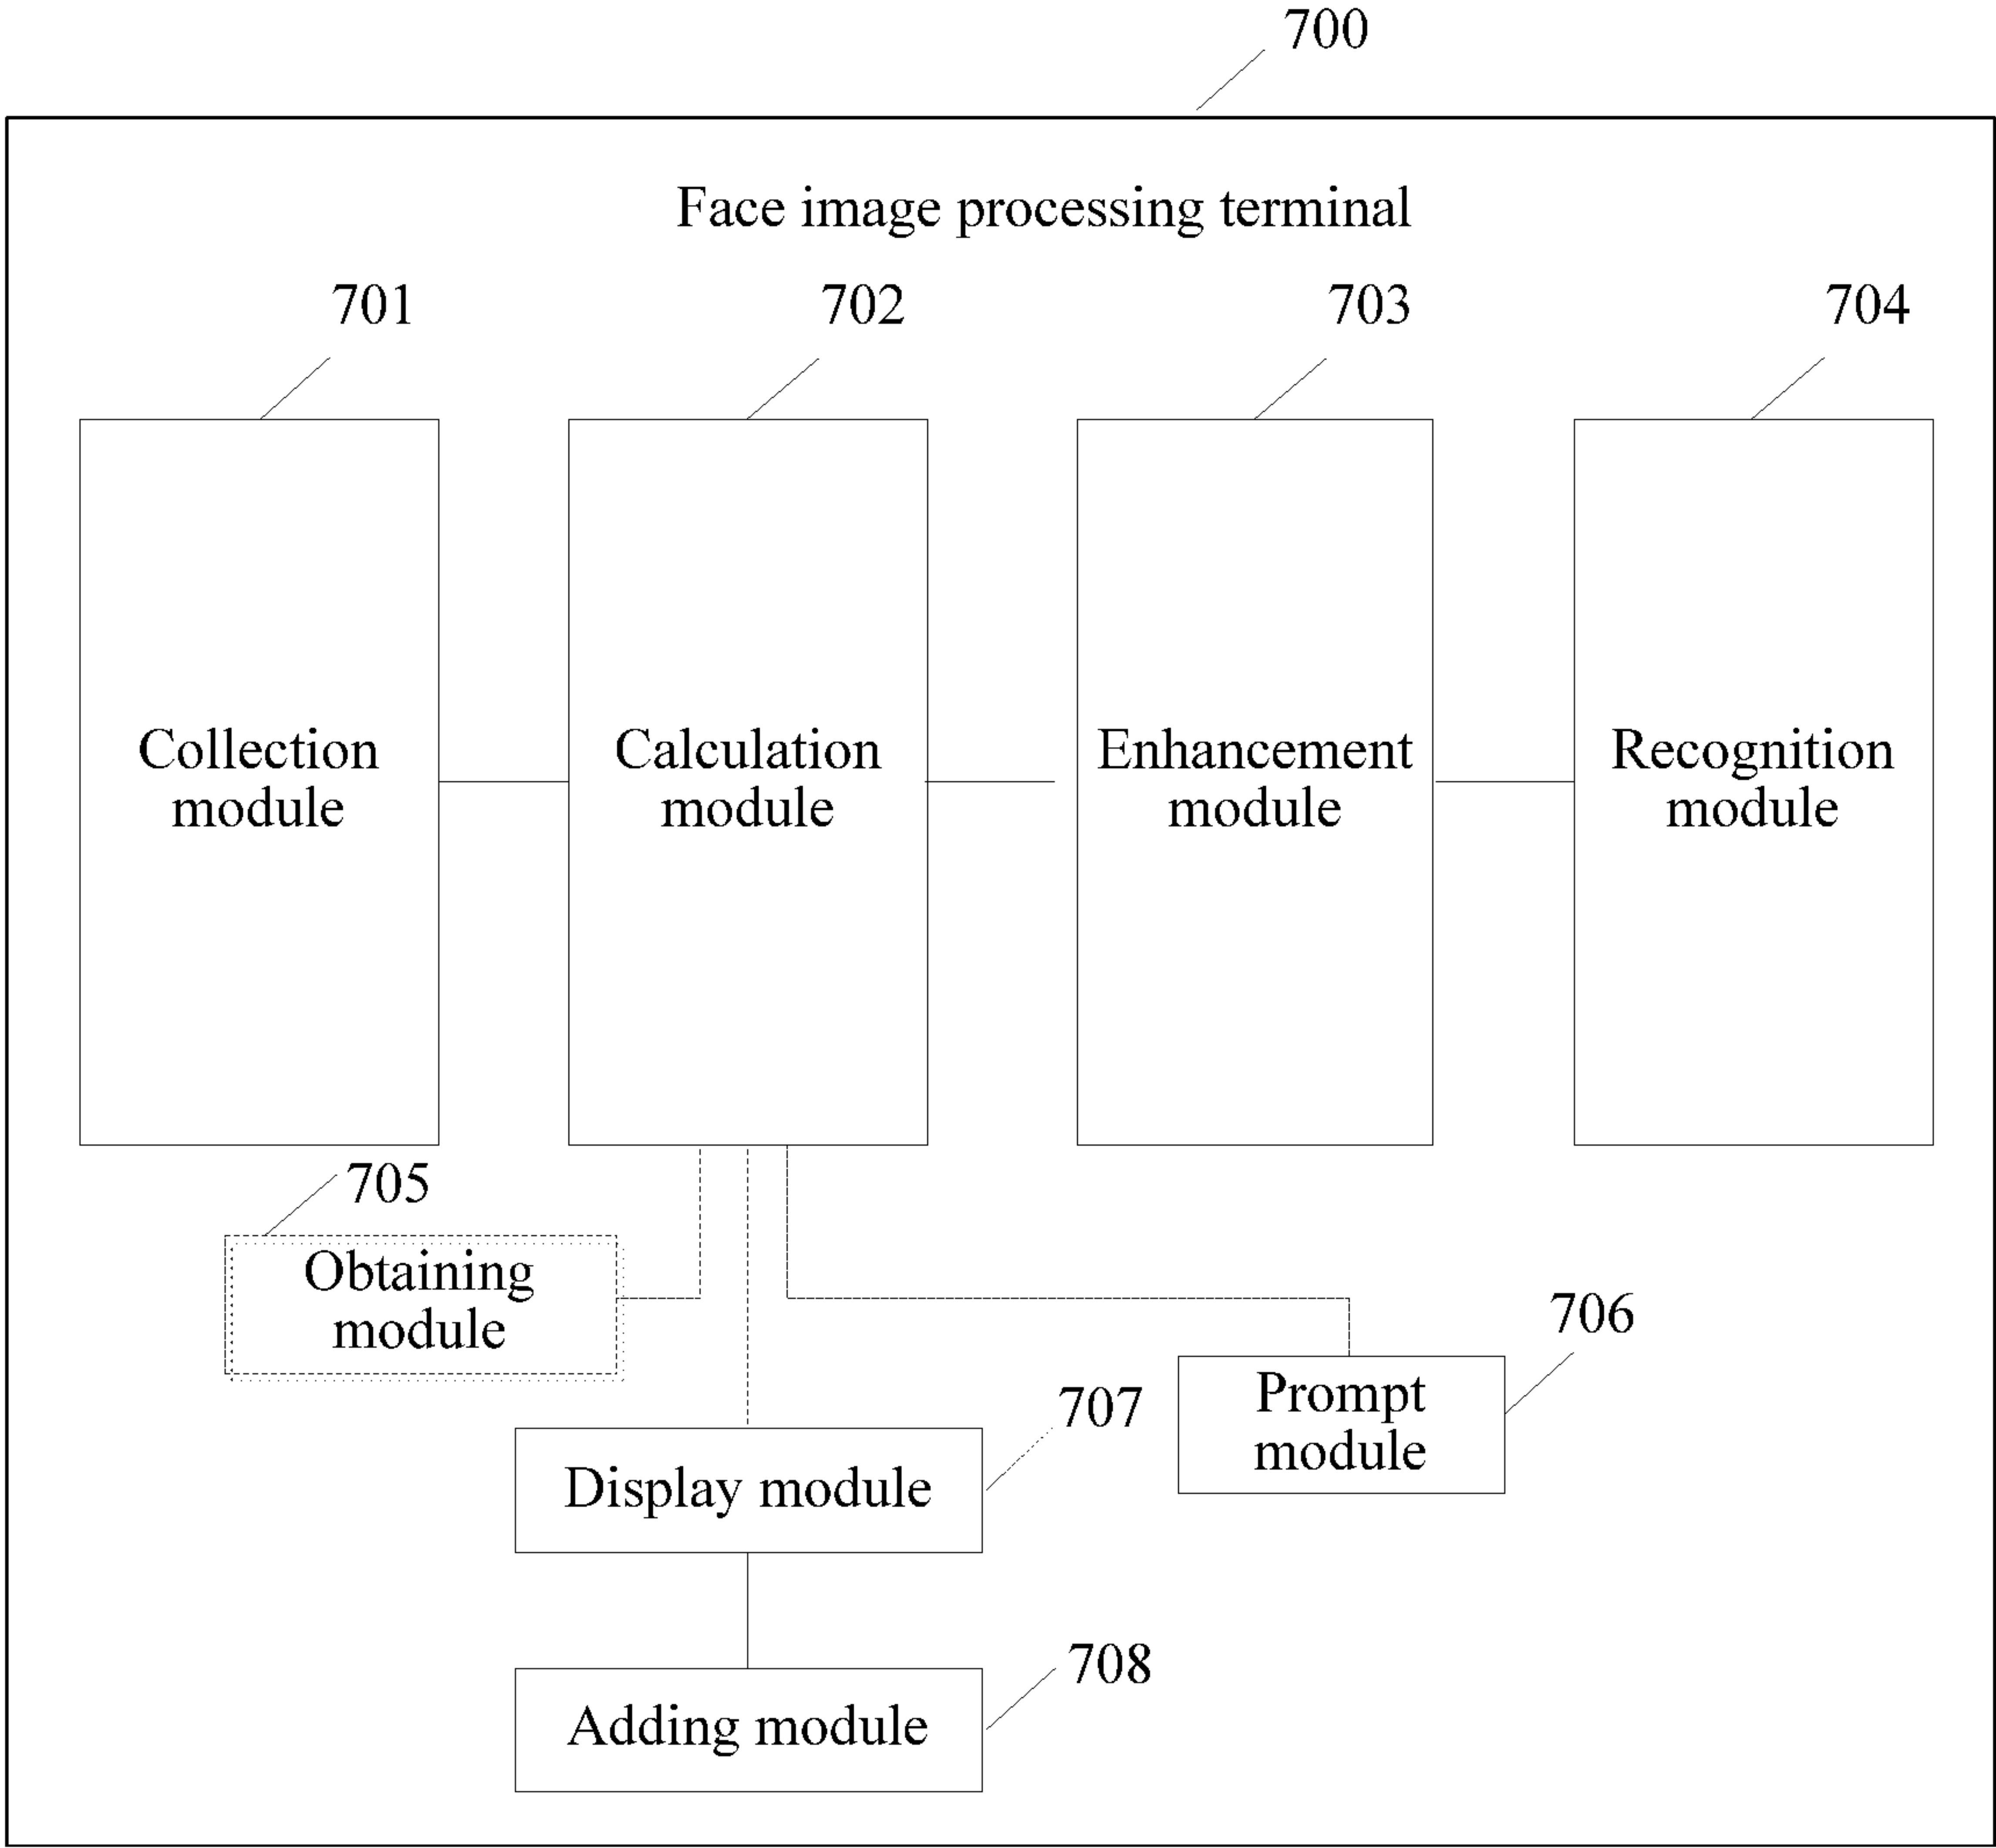 700
Face image processing terminal
701
702
703
704
Collection
module
Calculation
module
Enhancement
module
Recognition
module
705
Obtaining
module
706
Prompt
module
707
Display module
708
Adding module